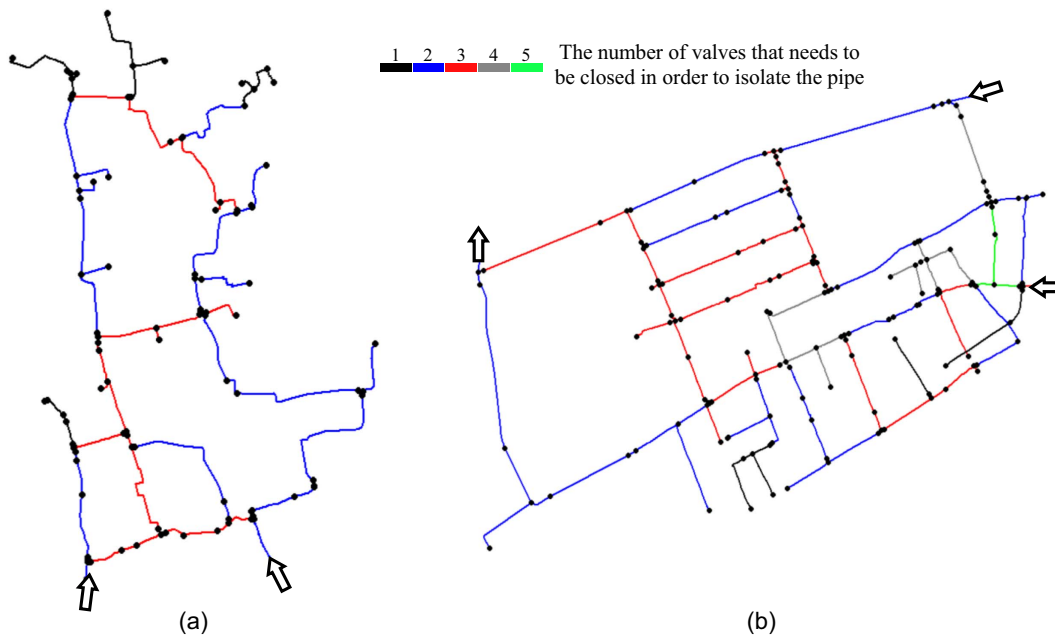 1 2 3 4 5 The number of valves that needs to
be closed in order to isolate the pipe
(a) (b)